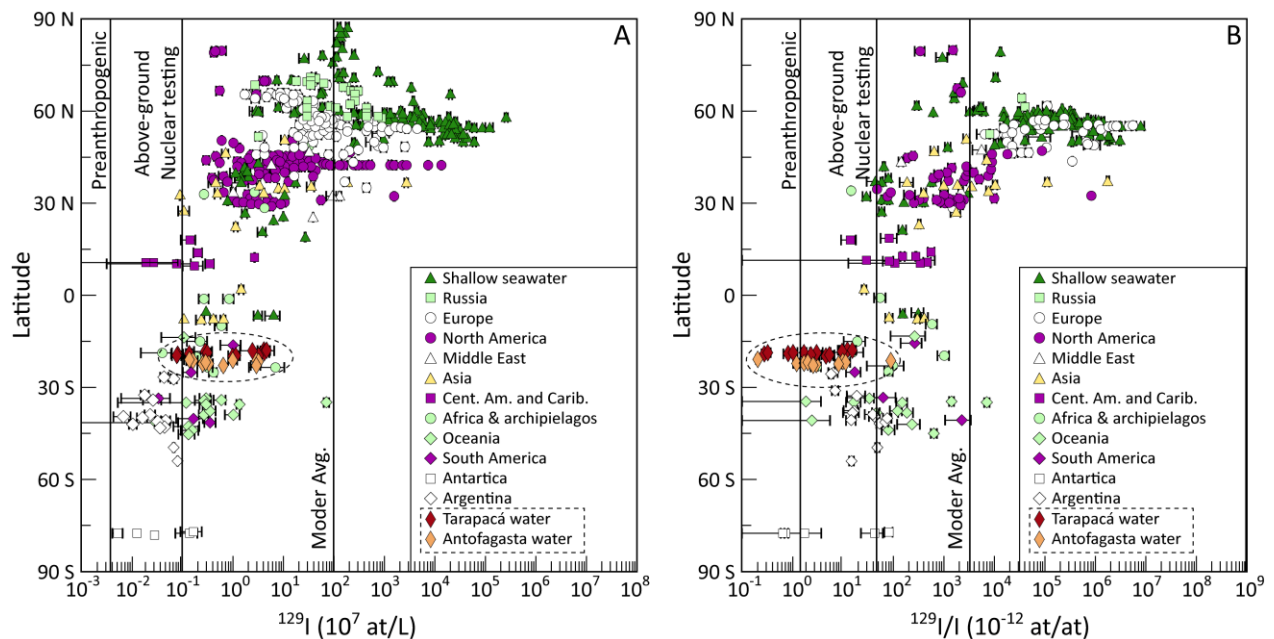 A
90 N
60 N
30 N
0
30 S
60 S
90 S
Latitude
Preanthropogenic
Above-ground
Nuclear testing
Moder Avg.
Shallow seawater
Russia
Europe
North America
Middle East
Asia
Cent. Am. and Carib.
Africa & archipielagos
Oceania
South America
Antartica
Argentina
Tarapacá water
Antofagasta water
10⁻³ 10⁻² 10⁻¹ 10⁰ 10¹ 10² 10³ 10⁴ 10⁵ 10⁶ 10⁷ 10⁸
¹²⁹I (10⁷ at/L)
B
90 N
60 N
30 N
0
30 S
60 S
90 S
Latitude
Preanthropogenic
Above-ground
Nuclear testing
Moder Avg.
Shallow seawater
Russia
Europe
North America
Middle East
Asia
Cent. Am. and Carib.
Africa & archipielagos
Oceania
South America
Antartica
Argentina
Tarapacá water
Antofagasta water
10⁻¹ 10⁰ 10¹ 10² 10³ 10⁴ 10⁵ 10⁶ 10⁷ 10⁸ 10⁹
¹²⁹I/I (10⁻¹² at/at)